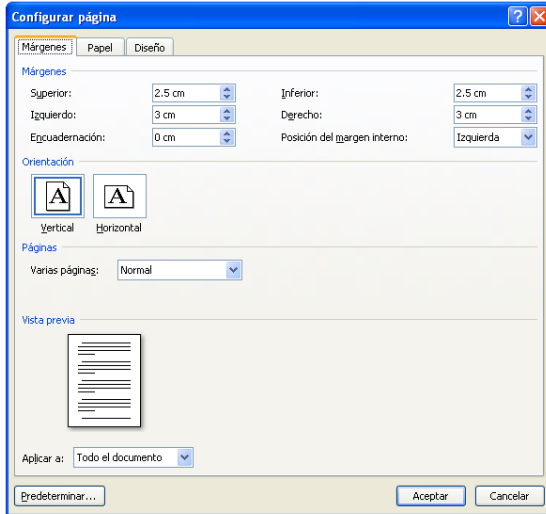 Configurar página
Márgenes Papel Diseño
Márgenes
Superior: 2.5 cm Inferior: 2.5 cm
Izquierdo: 3 cm Derecho: 3 cm
Encuadernación: 0 cm Posición del margen interno: Izquierda
Orientación
A A
Vertical Horizontal
Páginas
Varias páginas: Normal
Vista previa
Aplicar a: Todo el documento
Predeterminar... Aceptar Cancelar